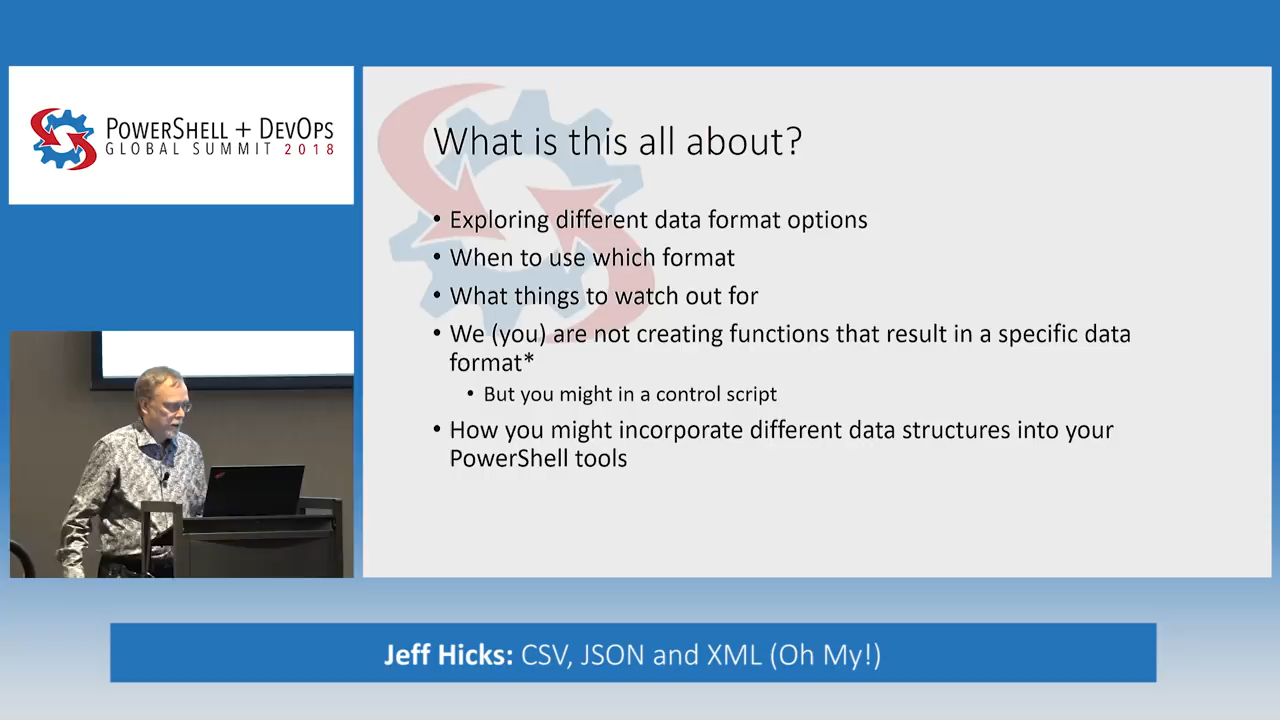 POWERSHELL + DEVOPS
GLOBAL SUMMIT 2018
What is this all about?
• Exploring different data format options
• When to use which format
• What things to watch out for
• We (you) are not creating functions that result in a specific data
format*
• But you might in a control script
• How you might incorporate different data structures into your
PowerShell tools
Jeff Hicks: CSV, JSON and XML (Oh My!)